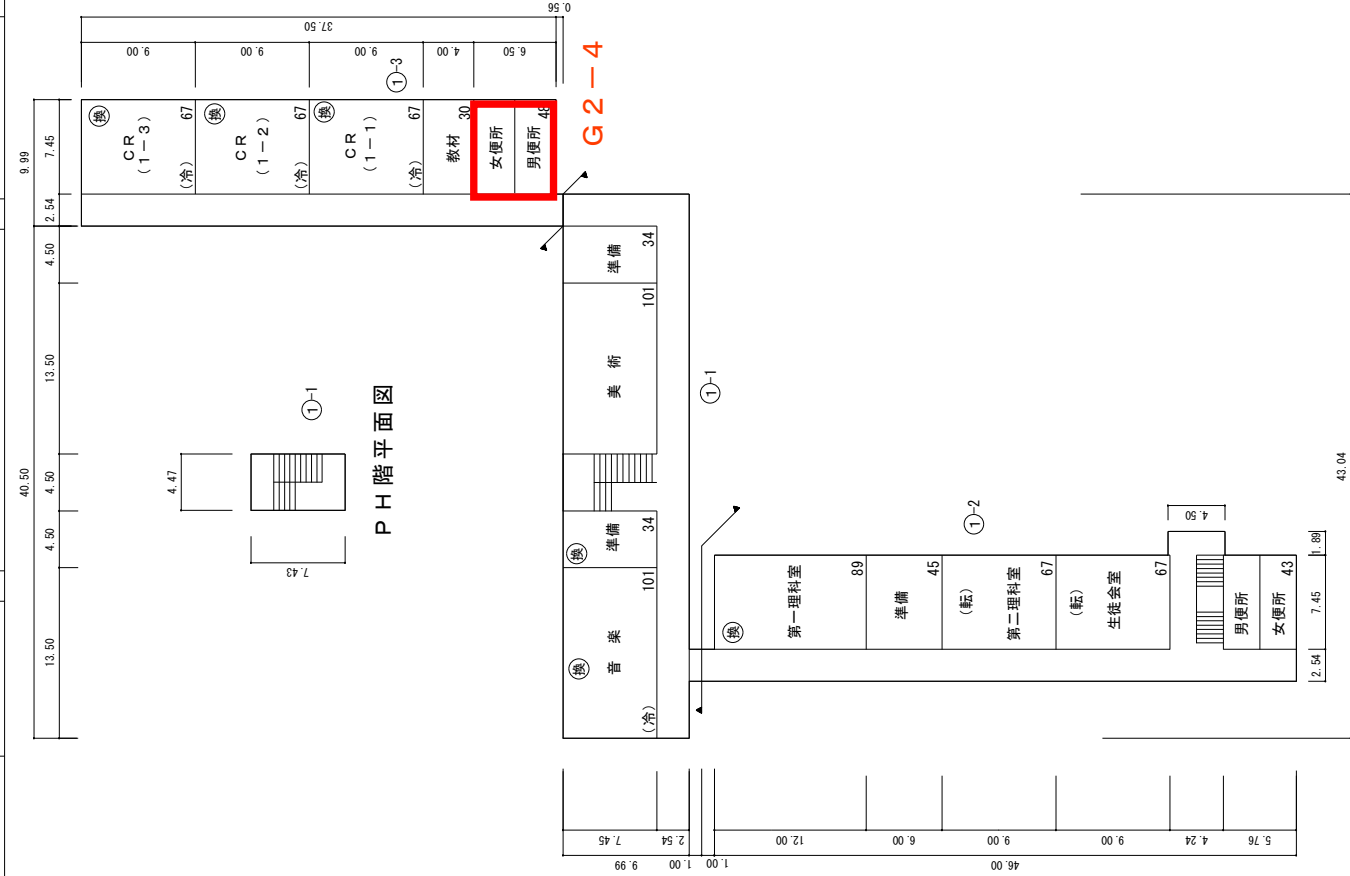 0.56
37.50
9.00
9.00
9.00
4.00
6.50
9.99
7.45
2.54
換
CR
(1-3)
67
(冷)
換
CR
(1-2)
67
(冷)
換
CR
(1-1)
67
(冷)
①-3
教材
30
女便所
男便所
48
G2-4
40.50
4.50
13.50
4.50
4.50
13.50
4.47
7.43
①-1
PH階平面図
準備
34
美術
101
換
準備
34
換
音楽
101
(冷)
①-1
①-2
換
第一理科室
89
準備
45
(転)
第二理科室
67
(転)
生徒会室
67
男便所
女便所
43
4.50
1.89
7.45
2.54
43.04
7.45
2.54
9.99
1.00
1.00
12.00
6.00
9.00
9.00
4.24
5.76
46.00